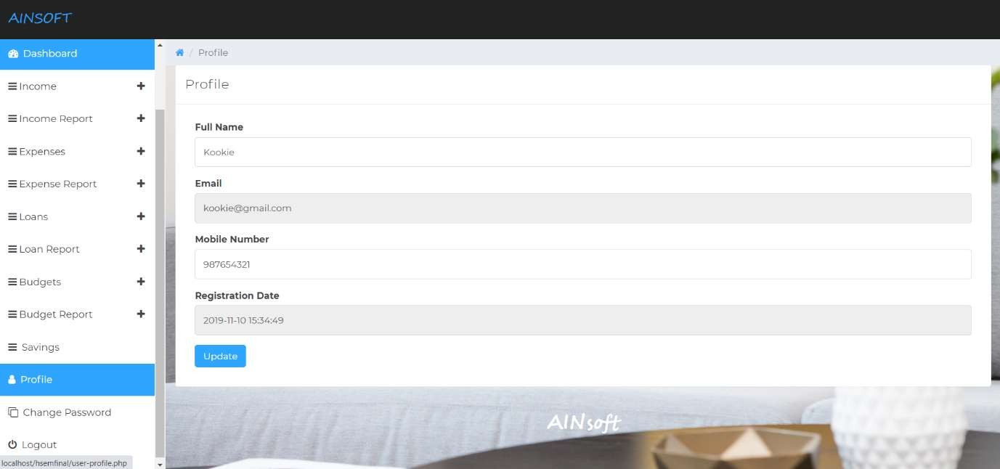 AINSOFT
Dashboard
Income
Income Report
Expenses
Expense Report
Loans
Loan Report
Budgets
Budget Report
Savings
Profile
Change Password
Logout
localhost/hsemfinal/user-profile.php
/ Profile
Profile
Full Name
Kookie
Email
kookie@gmail.com
Mobile Number
987654321
Registration Date
2019-11-10 15:34:49
Update
AINsoft